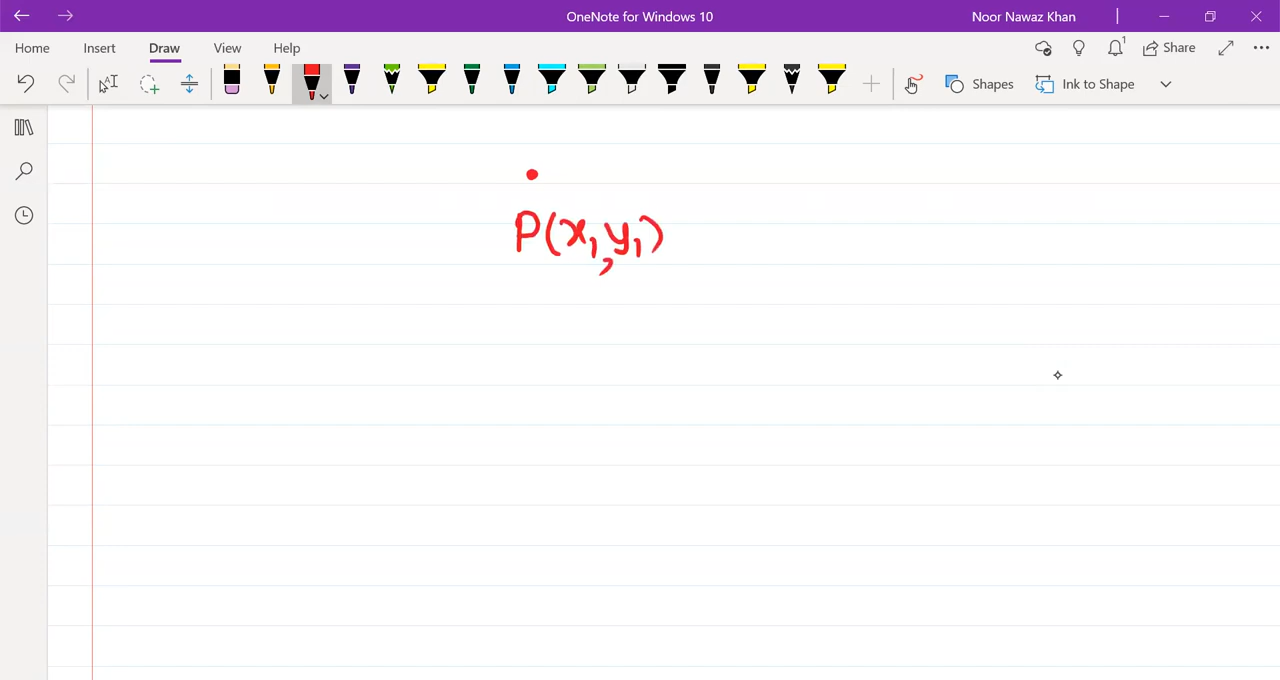 OneNote for Windows 10
Noor Nawaz Khan
Home Insert Draw View Help
1 Share
A Shapes Ink to Shape
P(x₁, y₁)